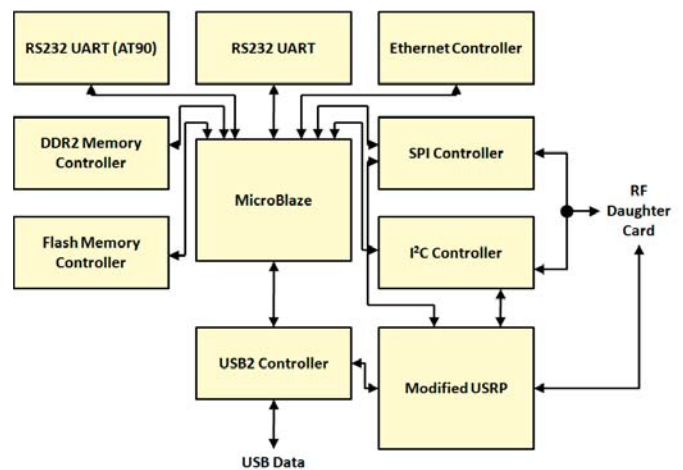 RS232 UART (AT90)
RS232 UART
Ethernet Controller
DDR2 Memory
Controller
MicroBlaze
SPI Controller
RF
Daughter
Card
Flash Memory
Controller
I²C Controller
USB2 Controller
Modified USRP
USB Data